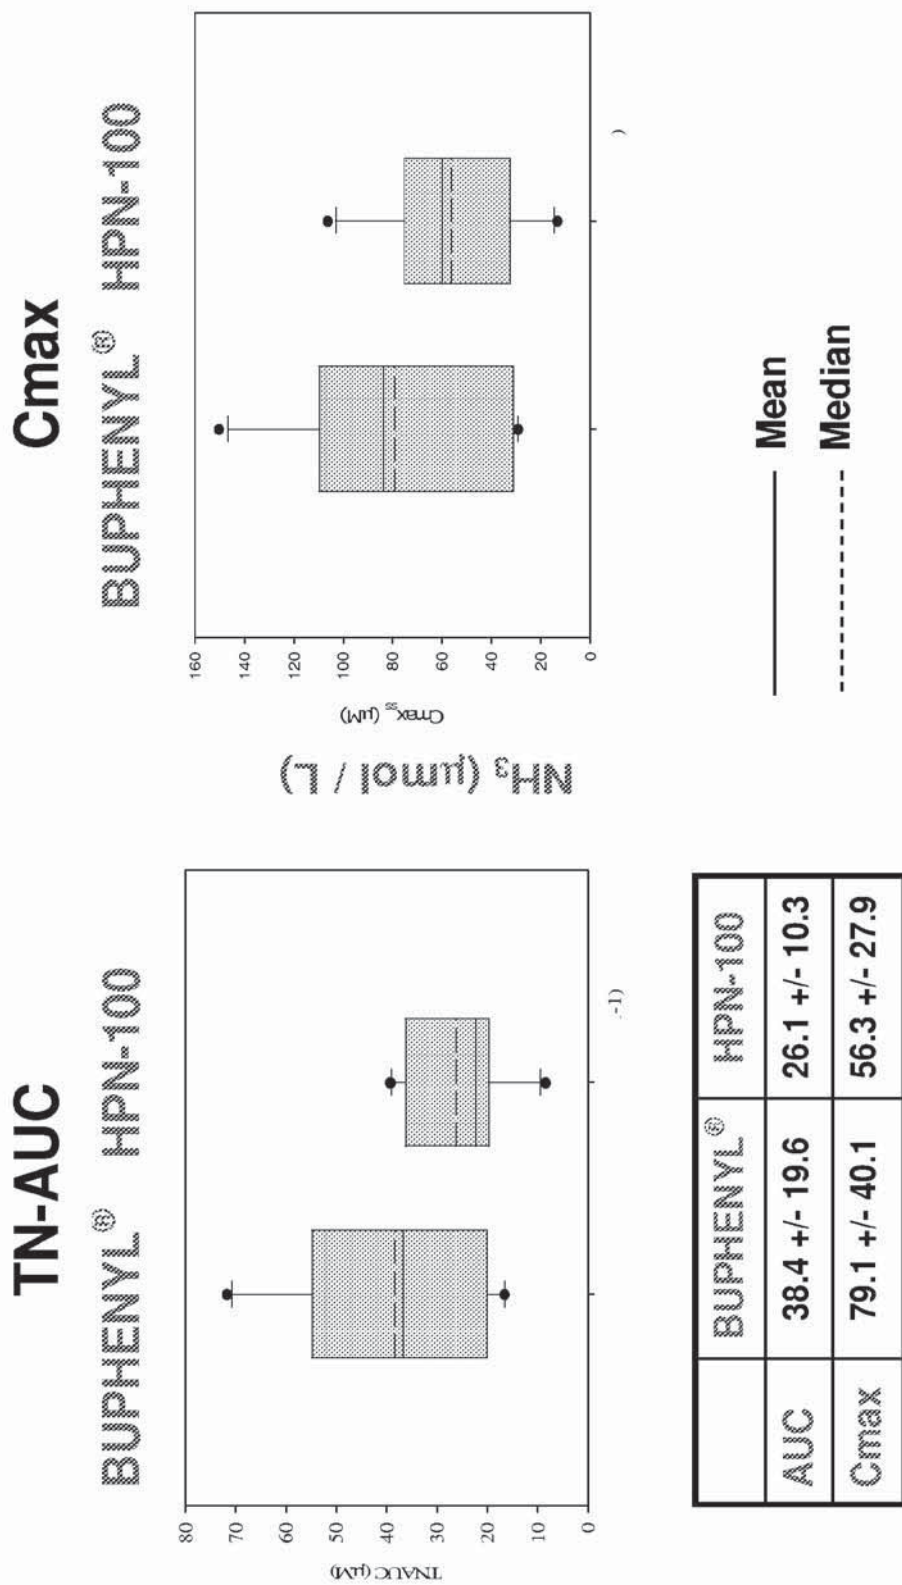 TN-AUC
BUPHENYL® HPN-100
80
70
60
50
40
30
20
10
0
TNAUC (μM)
.-1)
Cmax
BUPHENYL® HPN-100
160
140
120
100
80
60
40
20
0
Cmaxss (μM)
)
NH3 (μmol / L)
BUPHENYL® HPN-100
AUC 38.4 +/- 19.6 26.1 +/- 10.3
Cmax 79.1 +/- 40.1 56.3 +/- 27.9
Mean
Median